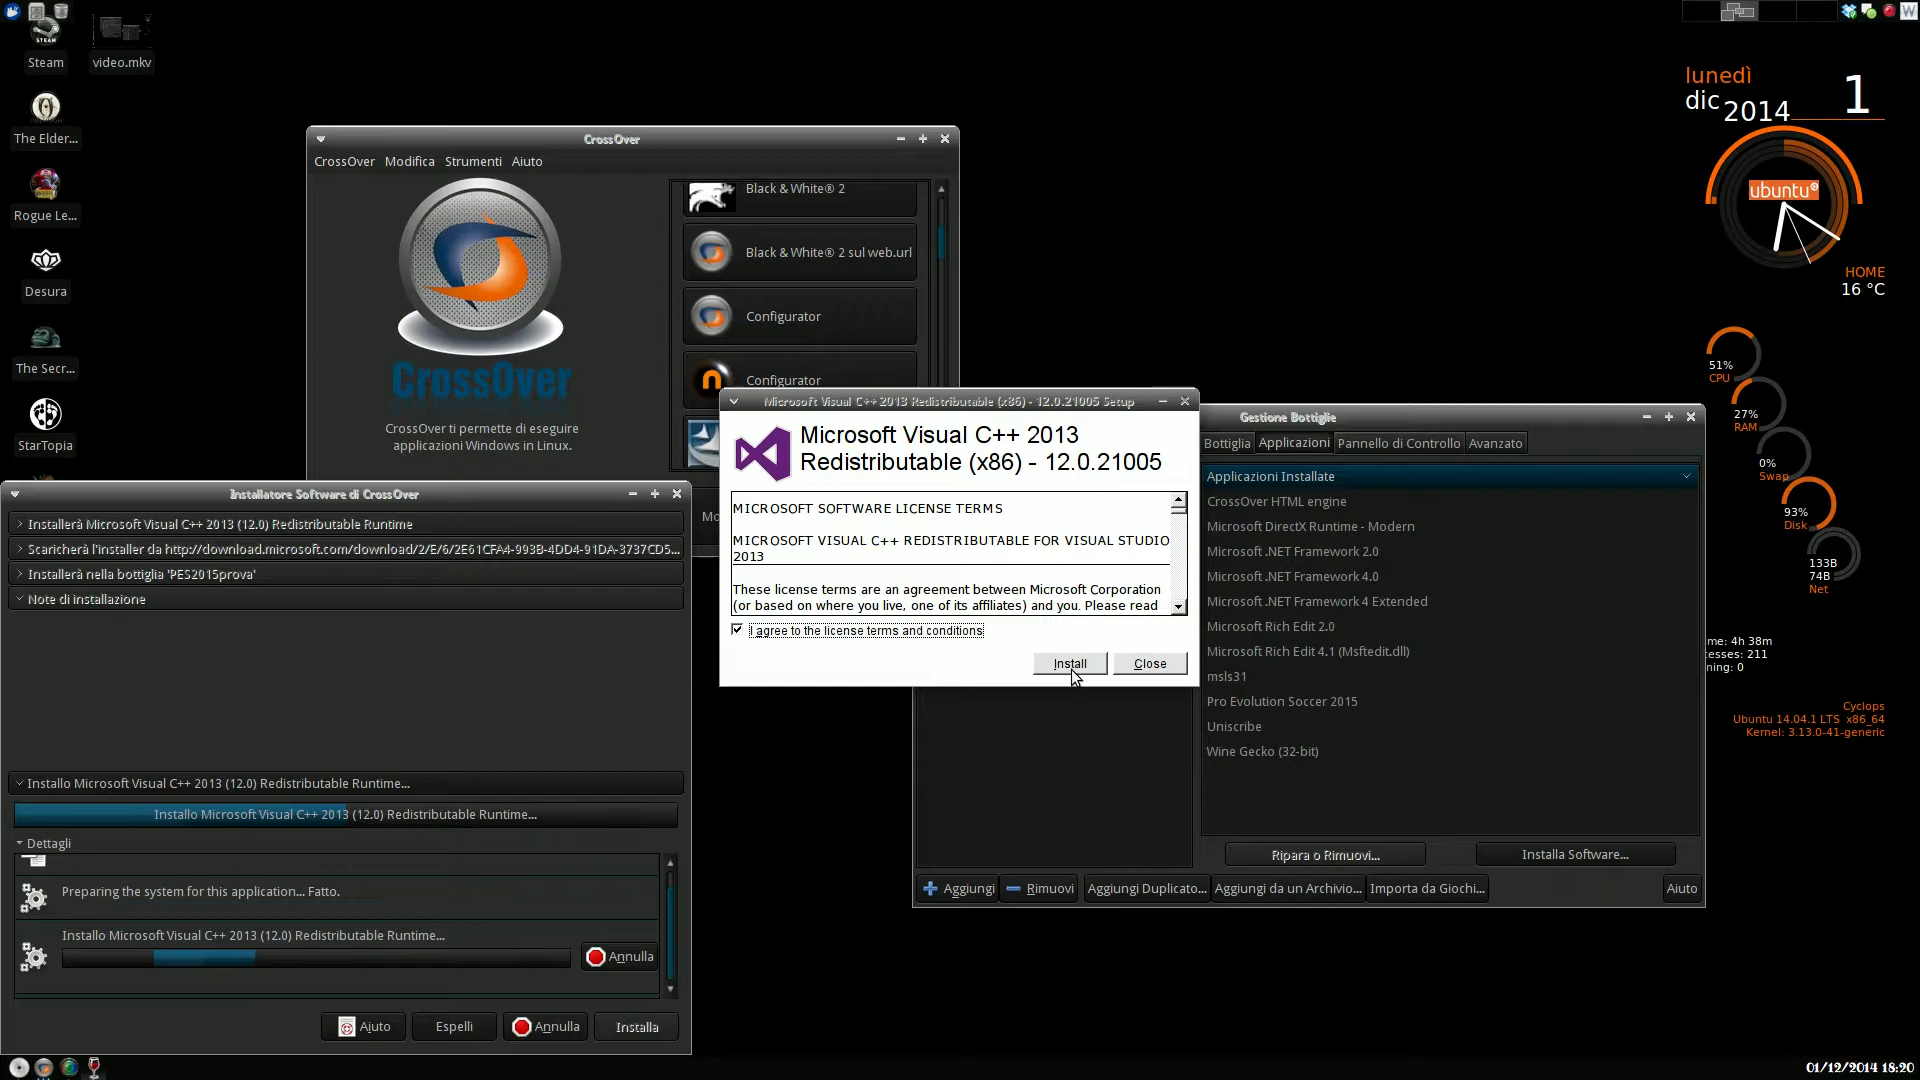 Steam
video.mkv
The Elder...
Rogue Le...
Desura
The Secr...
StarTopia
CrossOver
CrossOver Modifica Strumenti Aiuto
CrossOver
CrossOver ti permette di eseguire
applicazioni Windows in Linux.
Black & White® 2
Black & White® 2 sul web.url
Configurator
Configurator
Installatore Software di CrossOver
Installerà Microsoft Visual C++ 2013 (12.0) Redistributable Runtime
Scaricherà l'installer da http://download.microsoft.com/download/2/E/6/2E61CFA4-993B-4DD4-91DA-3737CD5...
Installerà nella bottiglia 'PES2015prova'
Note di installazione
Installo Microsoft Visual C++ 2013 (12.0) Redistributable Runtime...
Installo Microsoft Visual C++ 2013 (12.0) Redistributable Runtime...
Dettagli
Preparing the system for this application... Fatto.
Installo Microsoft Visual C++ 2013 (12.0) Redistributable Runtime...
Annulla
Aiuto Espelli Annulla Installa
Mo
Microsoft Visual C++ 2013 Redistributable (x86) - 12.0.21005 Setup
Microsoft Visual C++ 2013
Redistributable (x86) - 12.0.21005
MICROSOFT SOFTWARE LICENSE TERMS
MICROSOFT VISUAL C++ REDISTRIBUTABLE FOR VISUAL STUDIO
2013
These license terms are an agreement between Microsoft Corporation
(or based on where you live, one of its affiliates) and you. Please read
I agree to the license terms and conditions
Install Close
Gestione Bottiglie
Bottiglia Applicazioni Pannello di Controllo Avanzato
Applicazioni Installate
CrossOver HTML engine
Microsoft DirectX Runtime - Modern
Microsoft .NET Framework 2.0
Microsoft .NET Framework 4.0
Microsoft .NET Framework 4 Extended
Microsoft Rich Edit 2.0
Microsoft Rich Edit 4.1 (Msftedit.dll)
msls31
Pro Evolution Soccer 2015
Uniscribe
Wine Gecko (32-bit)
Ripara o Rimuovi... Installa Software...
Aggiungi Rimuovi Aggiungi Duplicato... Aggiungi da un Archivio... Importa da Giochi... Aiuto
lunedì
dic 2014 1
ubuntu®
HOME
16 °C
51%
CPU
27%
RAM
0%
Swap
93%
Disk
133B
74B
Net
me: 4h 38m
esses: 211
ning: 0
Cyclops
Ubuntu 14.04.1 LTS x86_64
Kernel: 3.13.0-41-generic
01/12/2014 18:20